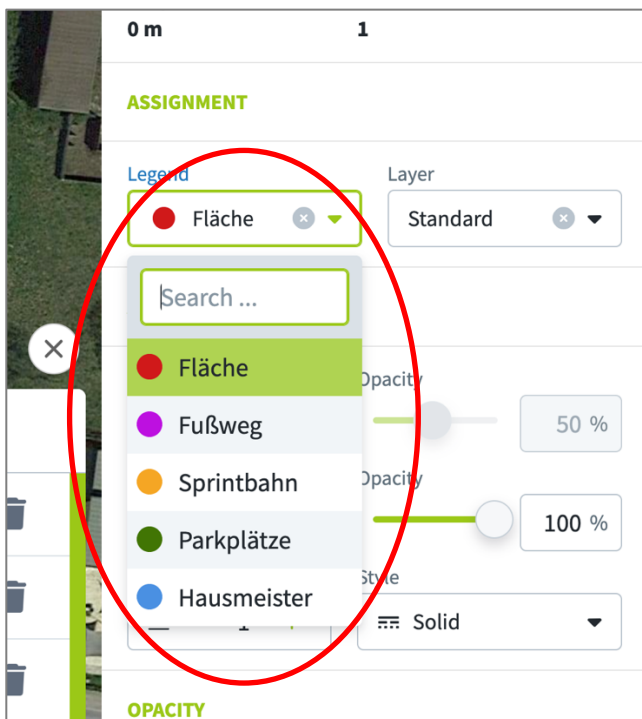 0 m 1
ASSIGNMENT
Legend Layer
Fläche Standard
Search ...
Fläche
Opacity
Fußweg 50 %
Sprintbahn
Opacity
Parkplätze 100 %
Style
Hausmeister Solid
OPACITY